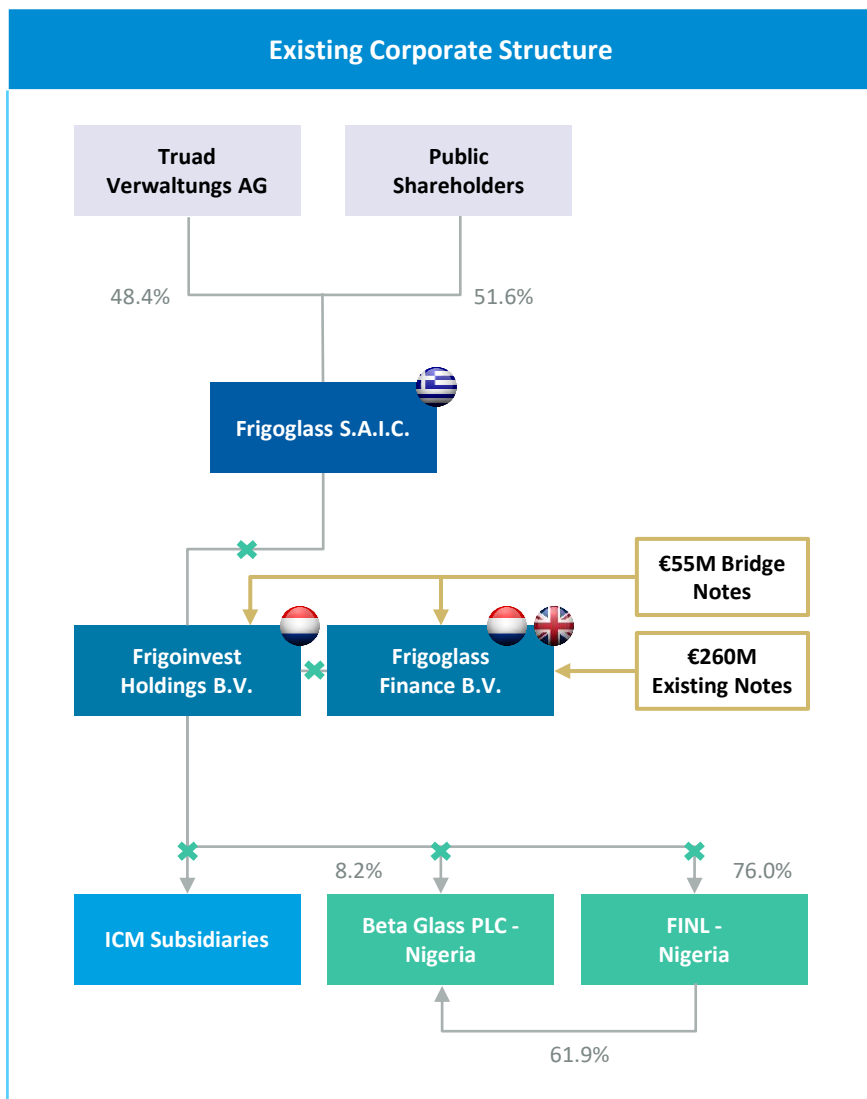 Existing Corporate Structure
Truad
Verwaltungs AG
Public
Shareholders
48.4%
51.6%
Frigoglass S.A.I.C.
€55M Bridge
Notes
Frigoinvest
Holdings B.V.
Frigoglass
Finance B.V.
€260M
Existing Notes
8.2%
76.0%
ICM Subsidiaries
Beta Glass PLC -
Nigeria
FINL -
Nigeria
61.9%